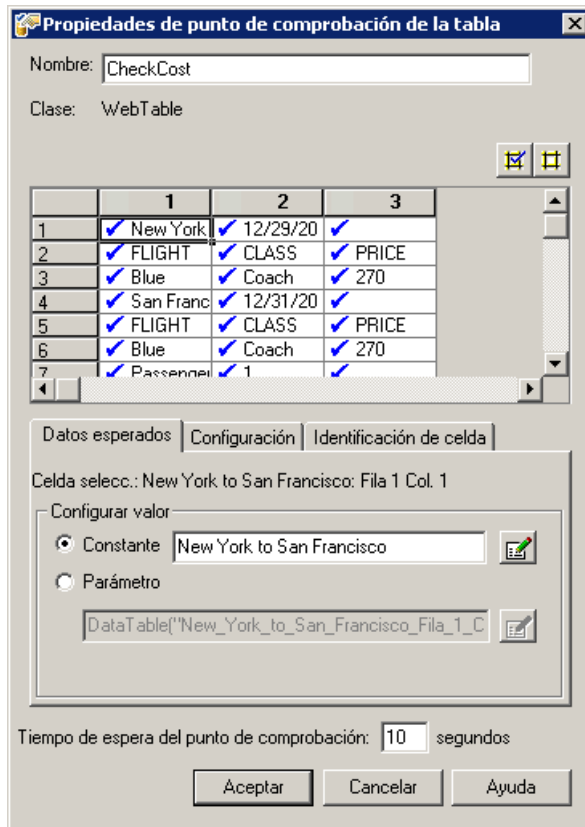 Propiedades de punto de comprobación de la tabla
Nombre: CheckCost
Clase: WebTable
1 2 3
1 New York 12/29/20
2 FLIGHT CLASS PRICE
3 Blue Coach 270
4 San Franc 12/31/20
5 FLIGHT CLASS PRICE
6 Blue Coach 270
7 Passenger 1
Datos esperados Configuración Identificación de celda
Celda selecc.: New York to San Francisco: Fila 1 Col. 1
Configurar valor
Constante New York to San Francisco
Parámetro
DataTable("New_York_to_San_Francisco_Fila_1_C
Tiempo de espera del punto de comprobación: 10 segundos
Aceptar Cancelar Ayuda